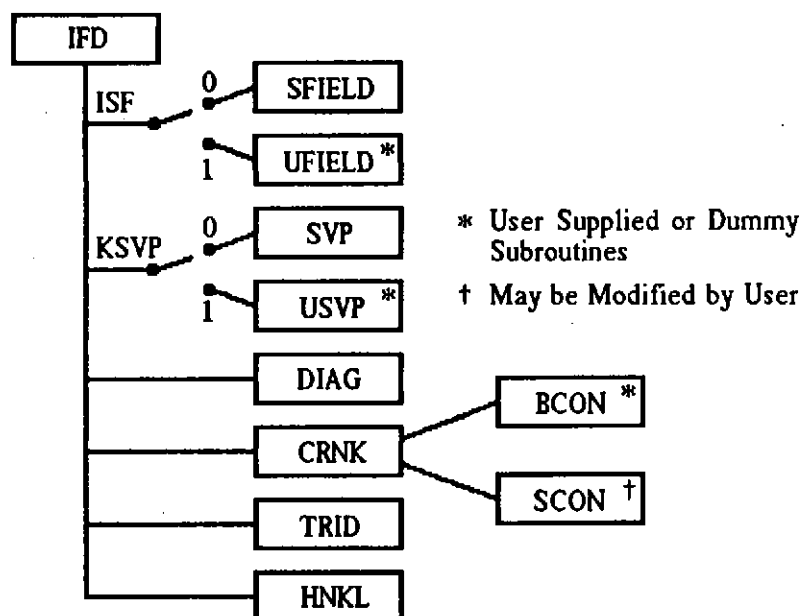 IFD
ISF
0
SFIELD
1
UFIELD *
KSVP
0
SVP
1
USVP *
* User Supplied or Dummy
Subroutines
† May be Modified by User
DIAG
CRNK
BCON *
SCON †
TRID
HNKL